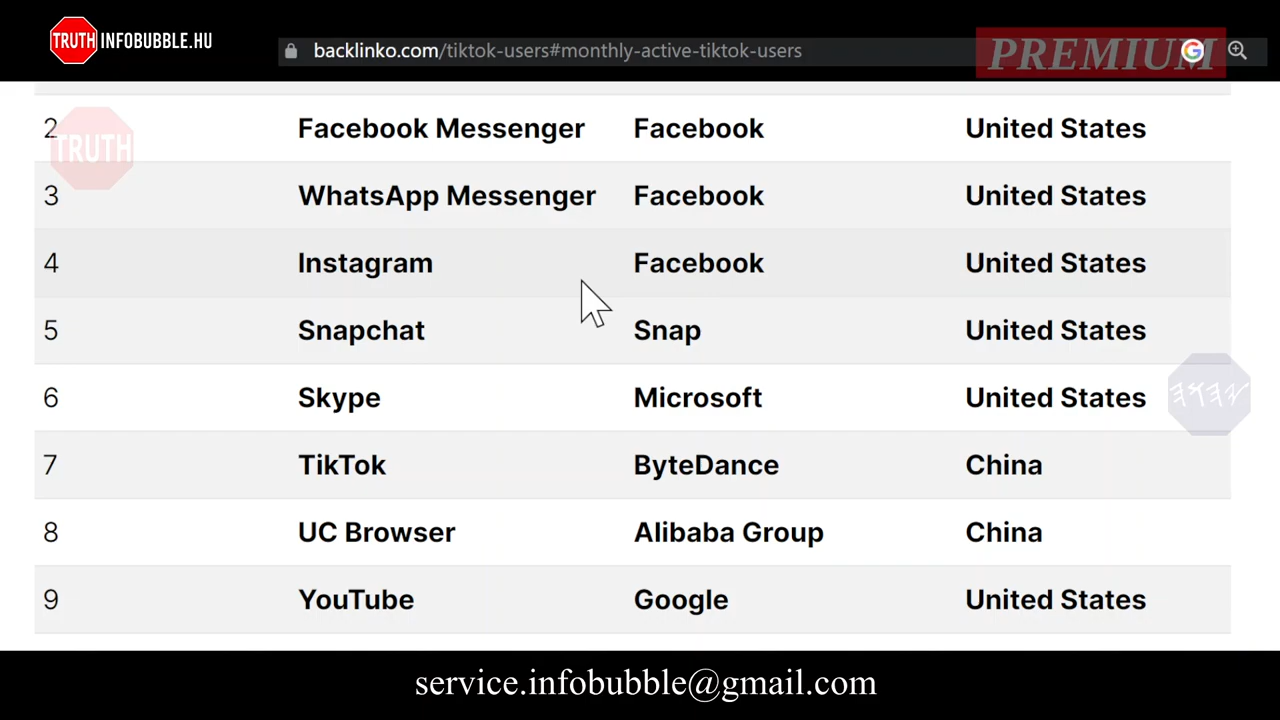 TRUTH INFOBUBBLE.HU
backlinko.com/tiktok-users#monthly-active-tiktok-users
PREMIUM
2 Facebook Messenger Facebook United States
TRUTH
3 WhatsApp Messenger Facebook United States
4 Instagram Facebook United States
5 Snapchat Snap United States
6 Skype Microsoft United States
𐤉𐤄𐤅𐤄
7 TikTok ByteDance China
8 UC Browser Alibaba Group China
9 YouTube Google United States
service.infobubble@gmail.com